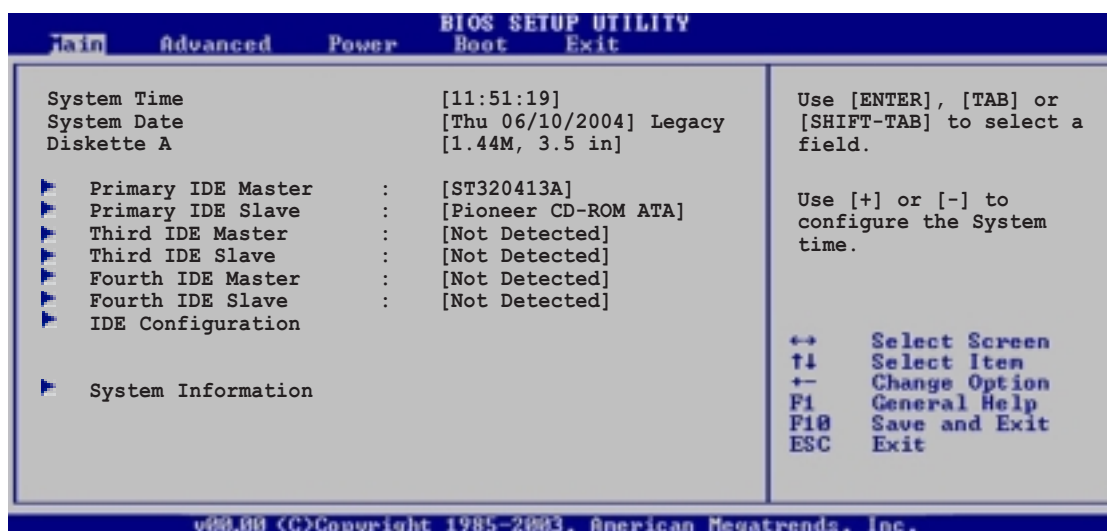 BIOS SETUP UTILITY
Main Advanced Power Boot Exit
System Time [11:51:19]
System Date [Thu 06/10/2004] Legacy
Diskette A [1.44M, 3.5 in]
Primary IDE Master : [ST320413A]
Primary IDE Slave : [Pioneer CD-ROM ATA]
Third IDE Master : [Not Detected]
Third IDE Slave : [Not Detected]
Fourth IDE Master : [Not Detected]
Fourth IDE Slave : [Not Detected]
IDE Configuration
System Information
Use [ENTER], [TAB] or
[SHIFT-TAB] to select a
field.
Use [+] or [-] to
configure the System
time.
↔ Select Screen
↑↓ Select Item
+- Change Option
F1 General Help
F10 Save and Exit
ESC Exit
v00.00 (C)Copyright 1985-2003, American Megatrends, Inc.